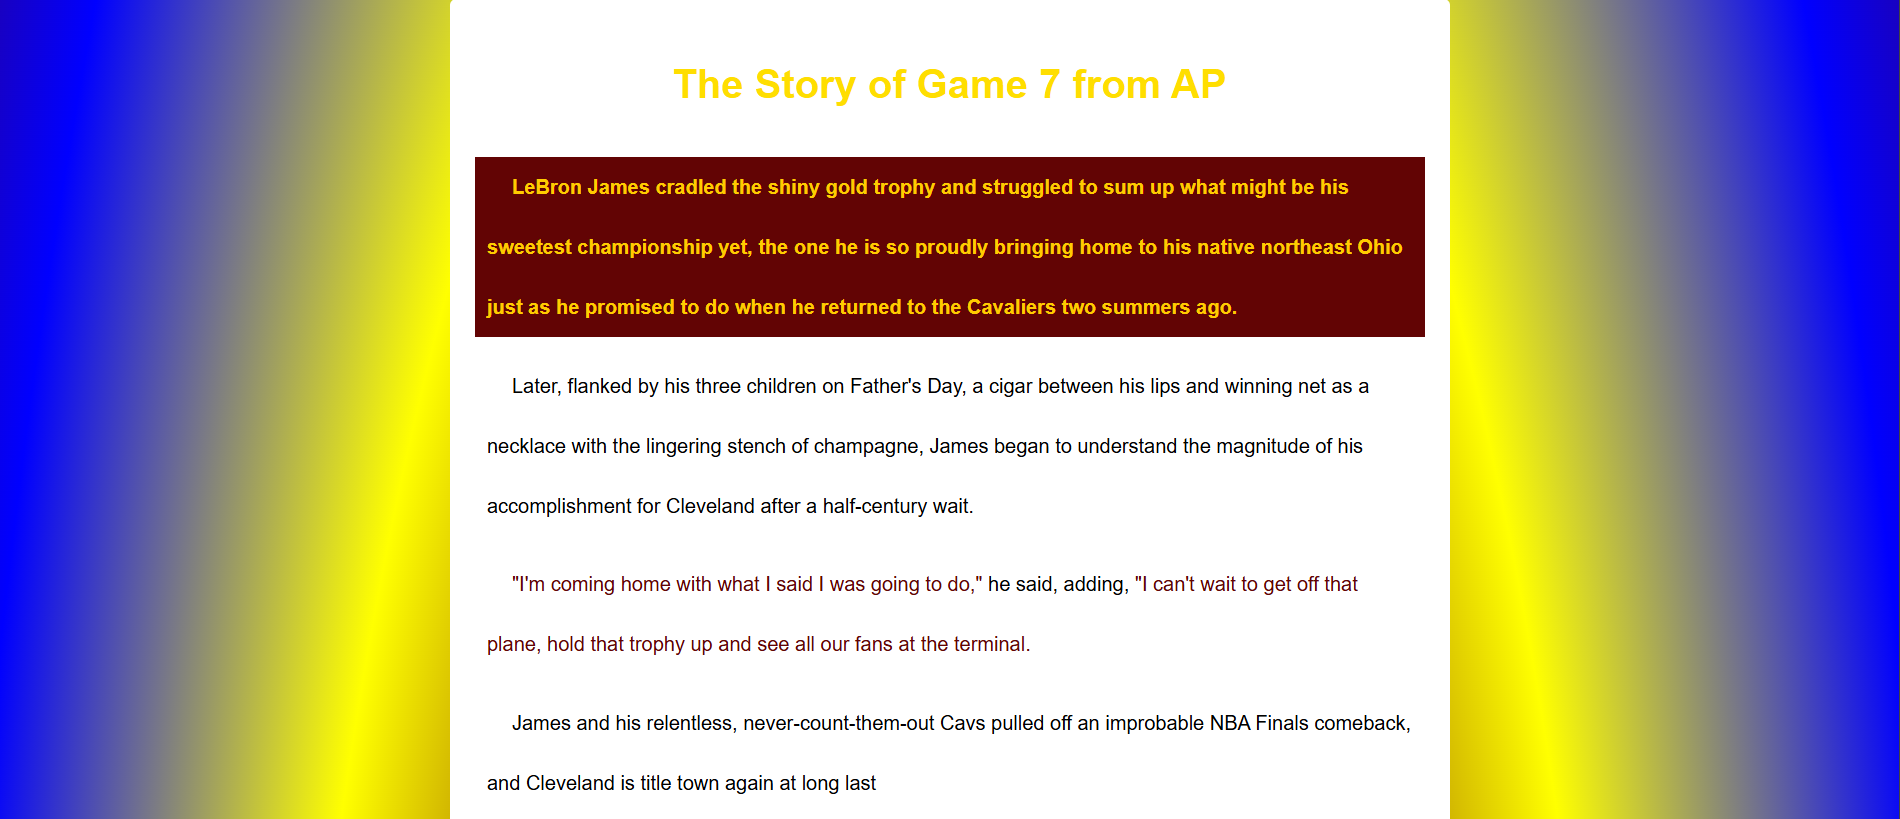 The Story of Game 7 from AP
LeBron James cradled the shiny gold trophy and struggled to sum up what might be his
sweetest championship yet, the one he is so proudly bringing home to his native northeast Ohio
just as he promised to do when he returned to the Cavaliers two summers ago.
Later, flanked by his three children on Father's Day, a cigar between his lips and winning net as a
necklace with the lingering stench of champagne, James began to understand the magnitude of his
accomplishment for Cleveland after a half-century wait.
"I'm coming home with what I said I was going to do," he said, adding, "I can't wait to get off that
plane, hold that trophy up and see all our fans at the terminal.
James and his relentless, never-count-them-out Cavs pulled off an improbable NBA Finals comeback,
and Cleveland is title town again at long last